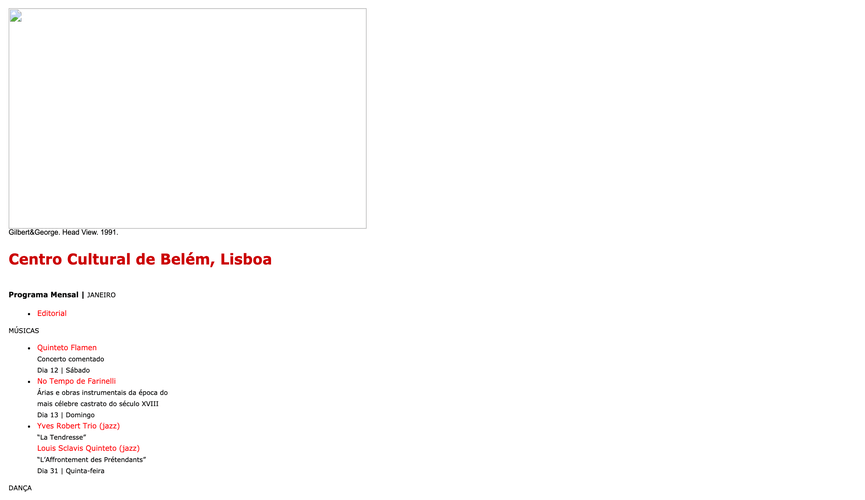 Gilbert&George. Head View. 1991.
Centro Cultural de Belém, Lisboa
Programa Mensal | JANEIRO
Editorial
MÚSICAS
Quinteto Flamen
Concerto comentado
Dia 12 | Sábado
No Tempo de Farinelli
Árias e obras instrumentais da época do
mais célebre castrato do século XVIII
Dia 13 | Domingo
Yves Robert Trio (jazz)
“La Tendresse”
Louis Sclavis Quinteto (jazz)
“L’Affrontement des Prétendants”
Dia 31 | Quinta-feira
DANÇA